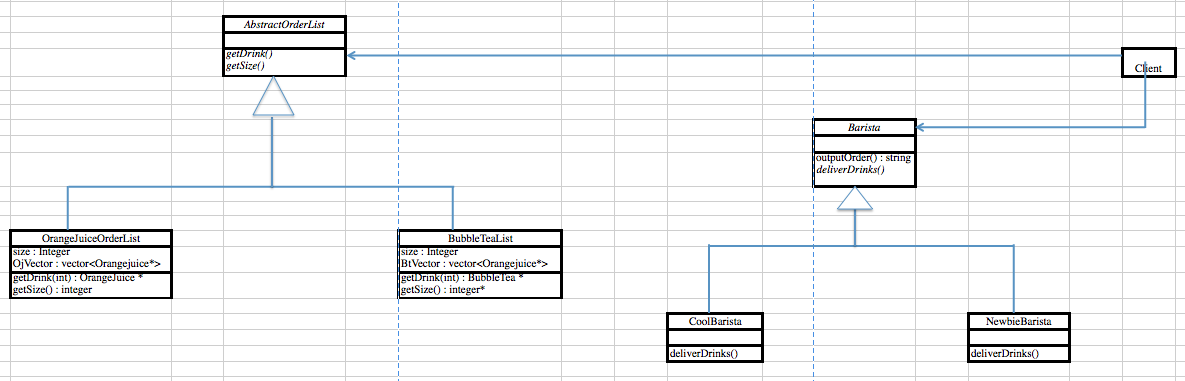 AbstractOrderList
getDrink()
getSize()
Client
Barista
outputOrder() : string
deliverDrinks()
OrangeJuiceOrderList
size : Integer
OjVector : vector<Orangejuice*>
getDrink(int) : OrangeJuice *
getSize() : integer
BubbleTeaList
size : Integer
BtVector : vector<Orangejuice*>
getDrink(int) : BubbleTea *
getSize() : integer*
CoolBarista
deliverDrinks()
NewbieBarista
deliverDrinks()